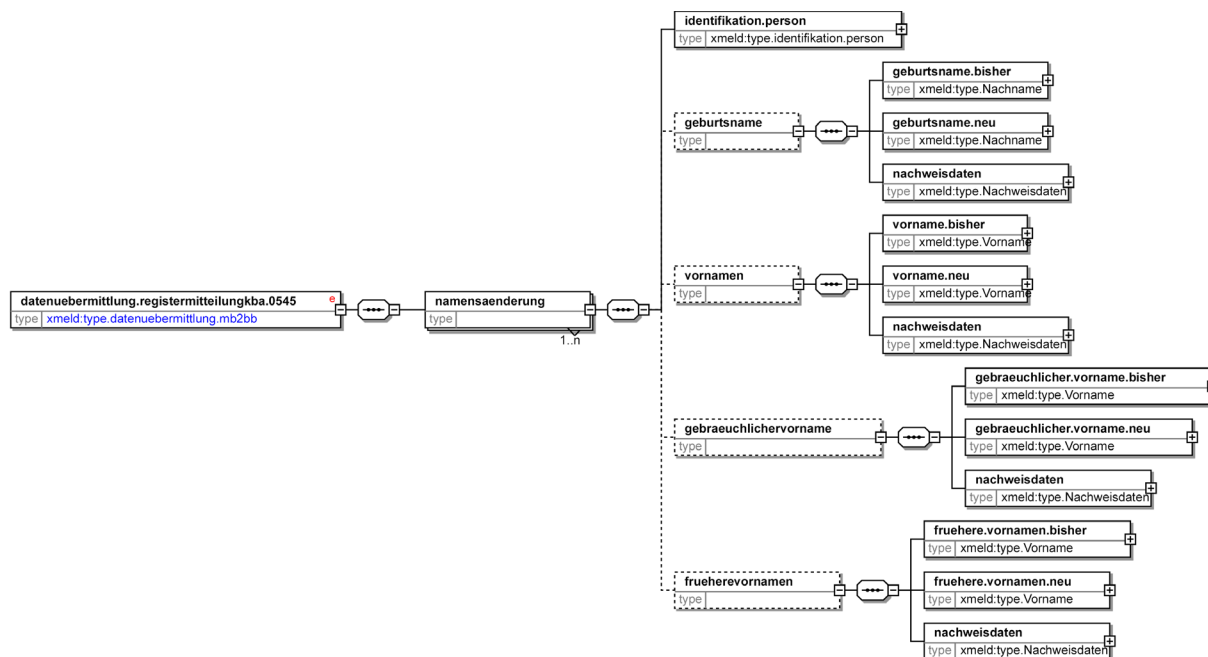 identifikation.person
type xmeld:type.identifikation.person
geburtsname.bisher
type xmeld:type.Nachname
geburtsname
type
geburtsname.neu
type xmeld:type.Nachname
nachweisdaten
type xmeld:type.Nachweisdaten
vorname.bisher
type xmeld:type.Vorname
vornamen
type
vorname.neu
type xmeld:type.Vorname
nachweisdaten
type xmeld:type.Nachweisdaten
datenuebermittlung.registermitteilungkba.0545 e
type xmeld:type.datenuebermittlung.mb2bb
namensaenderung
type
1..n
gebraeuchlicher.vorname.bisher
type xmeld:type.Vorname
gebraeuchlichervorname
type
gebraeuchlicher.vorname.neu
type xmeld:type.Vorname
nachweisdaten
type xmeld:type.Nachweisdaten
fruehere.vornamen.bisher
type xmeld:type.Vorname
frueherevornamen
type
fruehere.vornamen.neu
type xmeld:type.Vorname
nachweisdaten
type xmeld:type.Nachweisdaten